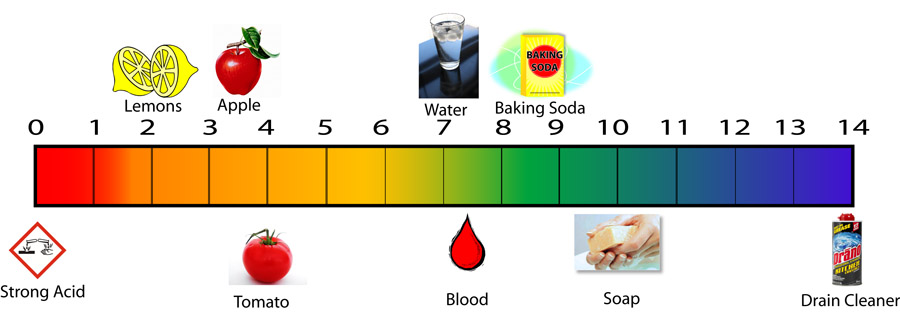 Lemons
Apple
Water
BAKING
SODA
Baking Soda
0 1 2 3 4 5 6 7 8 9 10 11 12 13 14
Strong Acid
Tomato
Blood
Soap
Drano
Drain Cleaner